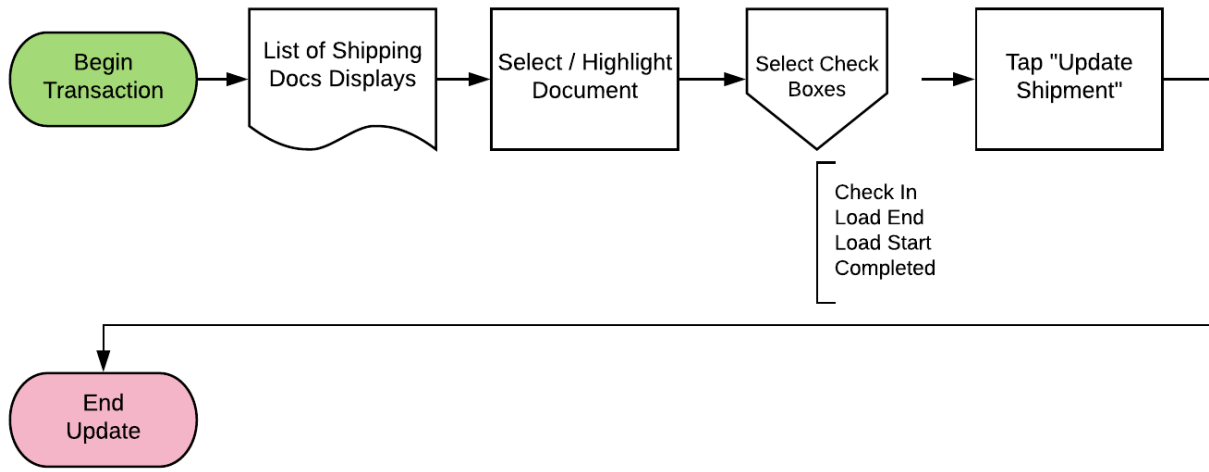 Begin
Transaction
List of Shipping
Docs Displays
Select / Highlight
Document
Select Check
Boxes
Tap "Update
Shipment"
Check In
Load End
Load Start
Completed
End
Update